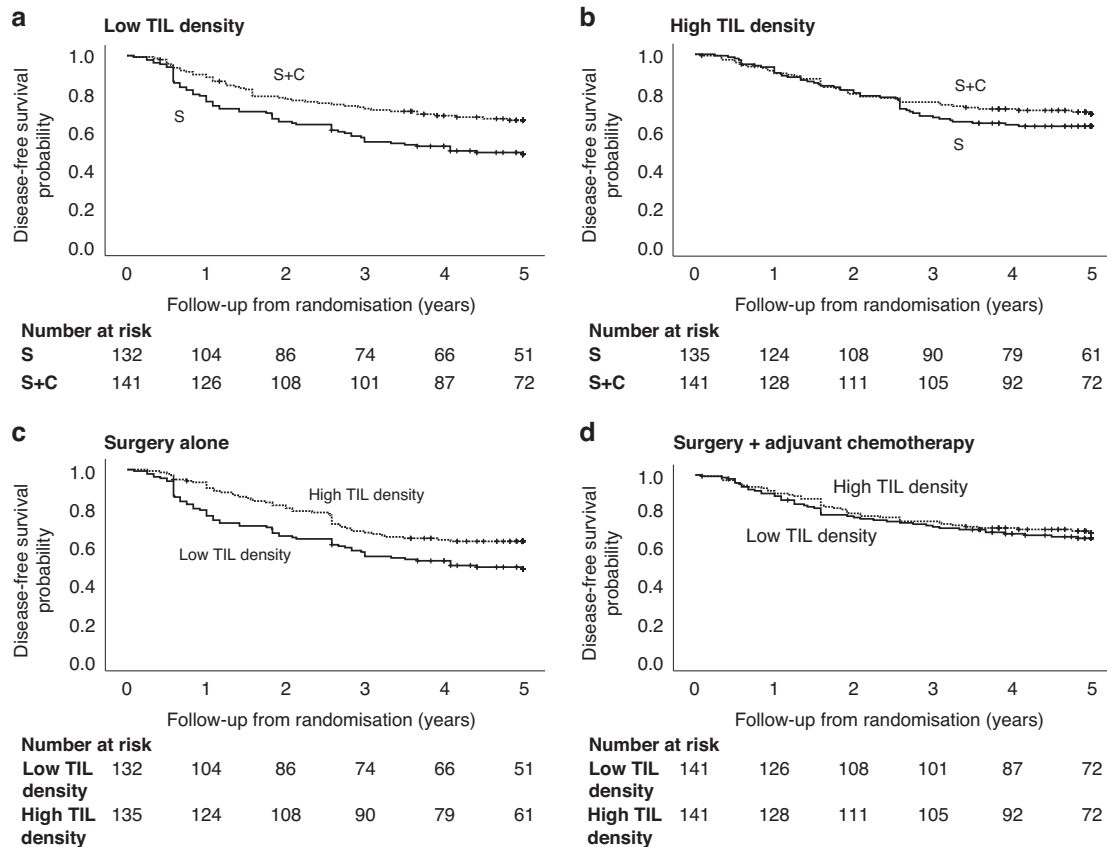 a
Low TIL density
Disease-free survival
probability
1.0
0.8
0.6
0.4
0.2
0.0
S+C
S
0 1 2 3 4 5
Follow-up from randomisation (years)
Number at risk
S 132 104 86 74 66 51
S+C 141 126 108 101 87 72
b
High TIL density
Disease-free survival
probability
1.0
0.8
0.6
0.4
0.2
0.0
S+C
S
0 1 2 3 4 5
Follow-up from randomisation (years)
Number at risk
S 135 124 108 90 79 61
S+C 141 128 111 105 92 72
c
Surgery alone
Disease-free survival
probability
1.0
0.8
0.6
0.4
0.2
0.0
High TIL density
Low TIL density
0 1 2 3 4 5
Follow-up from randomisation (years)
Number at risk
Low TIL 132 104 86 74 66 51
density
High TIL 135 124 108 90 79 61
density
d
Surgery + adjuvant chemotherapy
Disease-free survival
probability
1.0
0.8
0.6
0.4
0.2
0.0
High TIL density
Low TIL density
0 1 2 3 4 5
Follow-up from randomisation (years)
Number at risk
Low TIL 141 126 108 101 87 72
density
High TIL 141 128 111 105 92 72
density